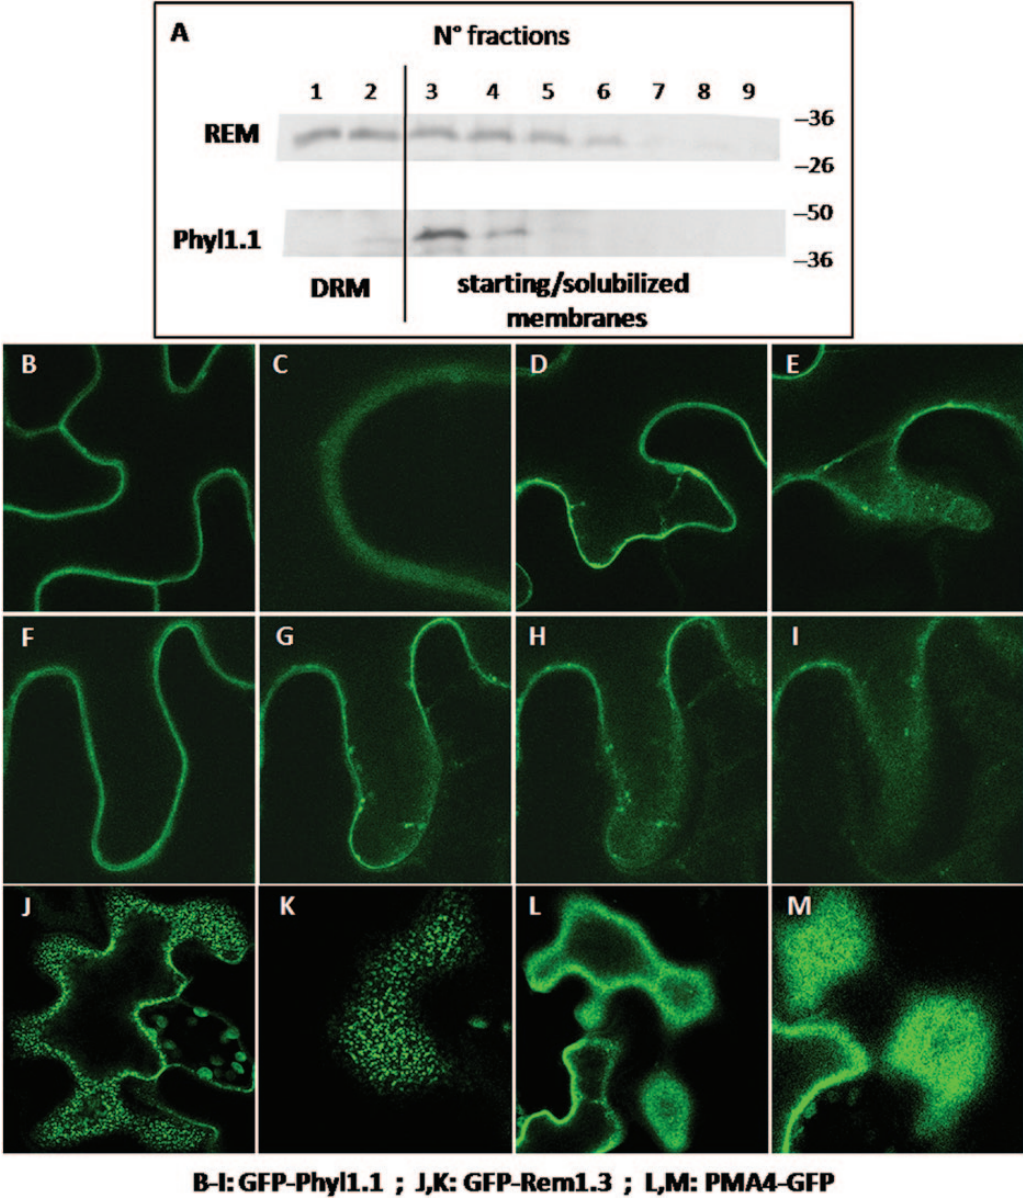 A
N° fractions
1 2 3 4 5 6 7 8 9
REM
–36
–26
Phyl1.1
–50
–36
DRM
starting/solubilized
membranes
B C D E
F G H I
J K L M
B-I: GFP-Phyl1.1 ; J,K: GFP-Rem1.3 ; L,M: PMA4-GFP